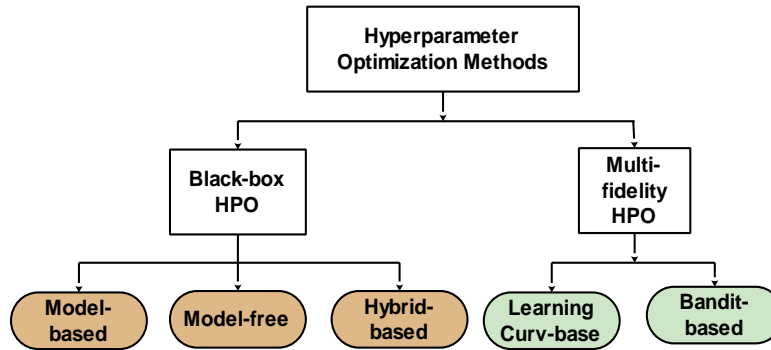 Hyperparameter
Optimization Methods
Black-box
HPO
Multi-
fidelity
HPO
Model-
based
Model-free
Hybrid-
based
Learning
Curv-base
Bandit-
based